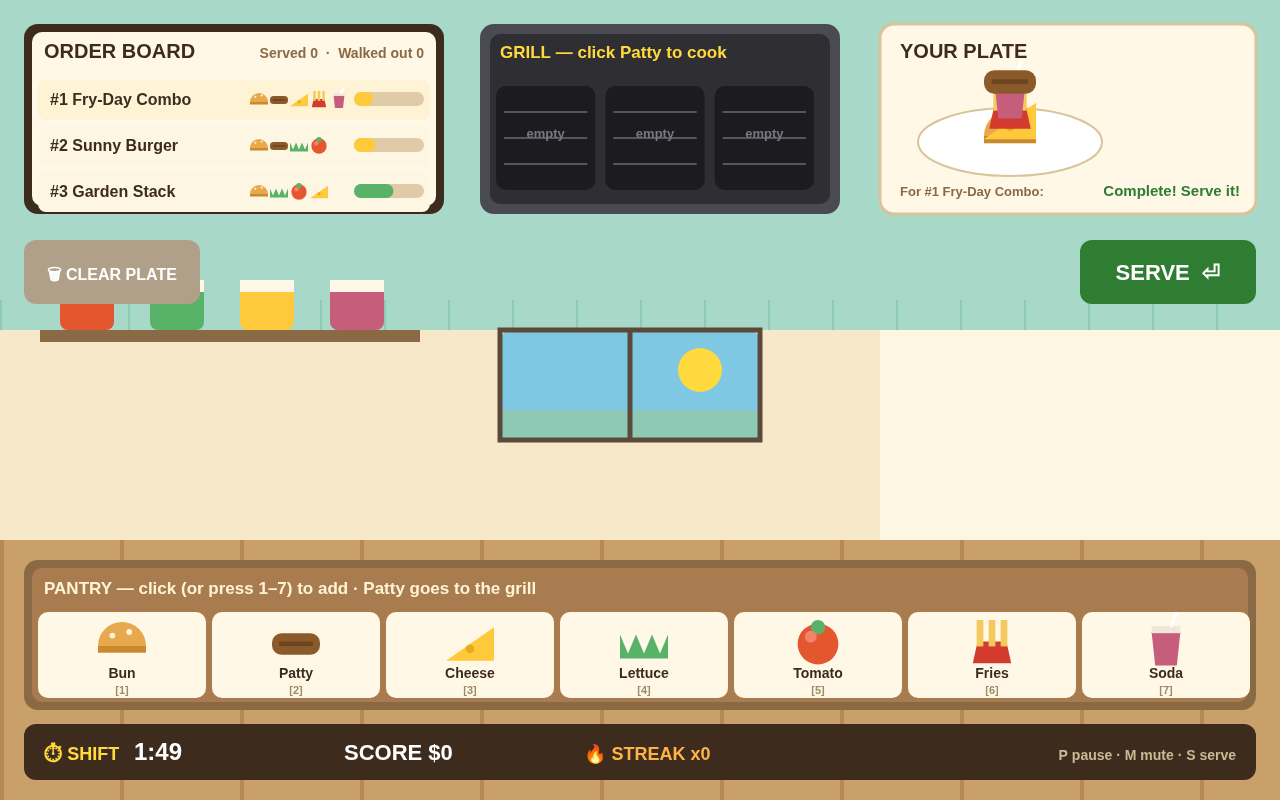 ORDER BOARD
Served 0 · Walked out 0
#1 Fry-Day Combo
#2 Sunny Burger
#3 Garden Stack
GRILL — click Patty to cook
empty
empty
empty
YOUR PLATE
For #1 Fry-Day Combo:
Complete! Serve it!
CLEAR PLATE
SERVE ⏎
PANTRY — click (or press 1–7) to add · Patty goes to the grill
Bun
[1]
Patty
[2]
Cheese
[3]
Lettuce
[4]
Tomato
[5]
Fries
[6]
Soda
[7]
⏱ SHIFT 1:49
SCORE $0
🔥 STREAK x0
P pause · M mute · S serve